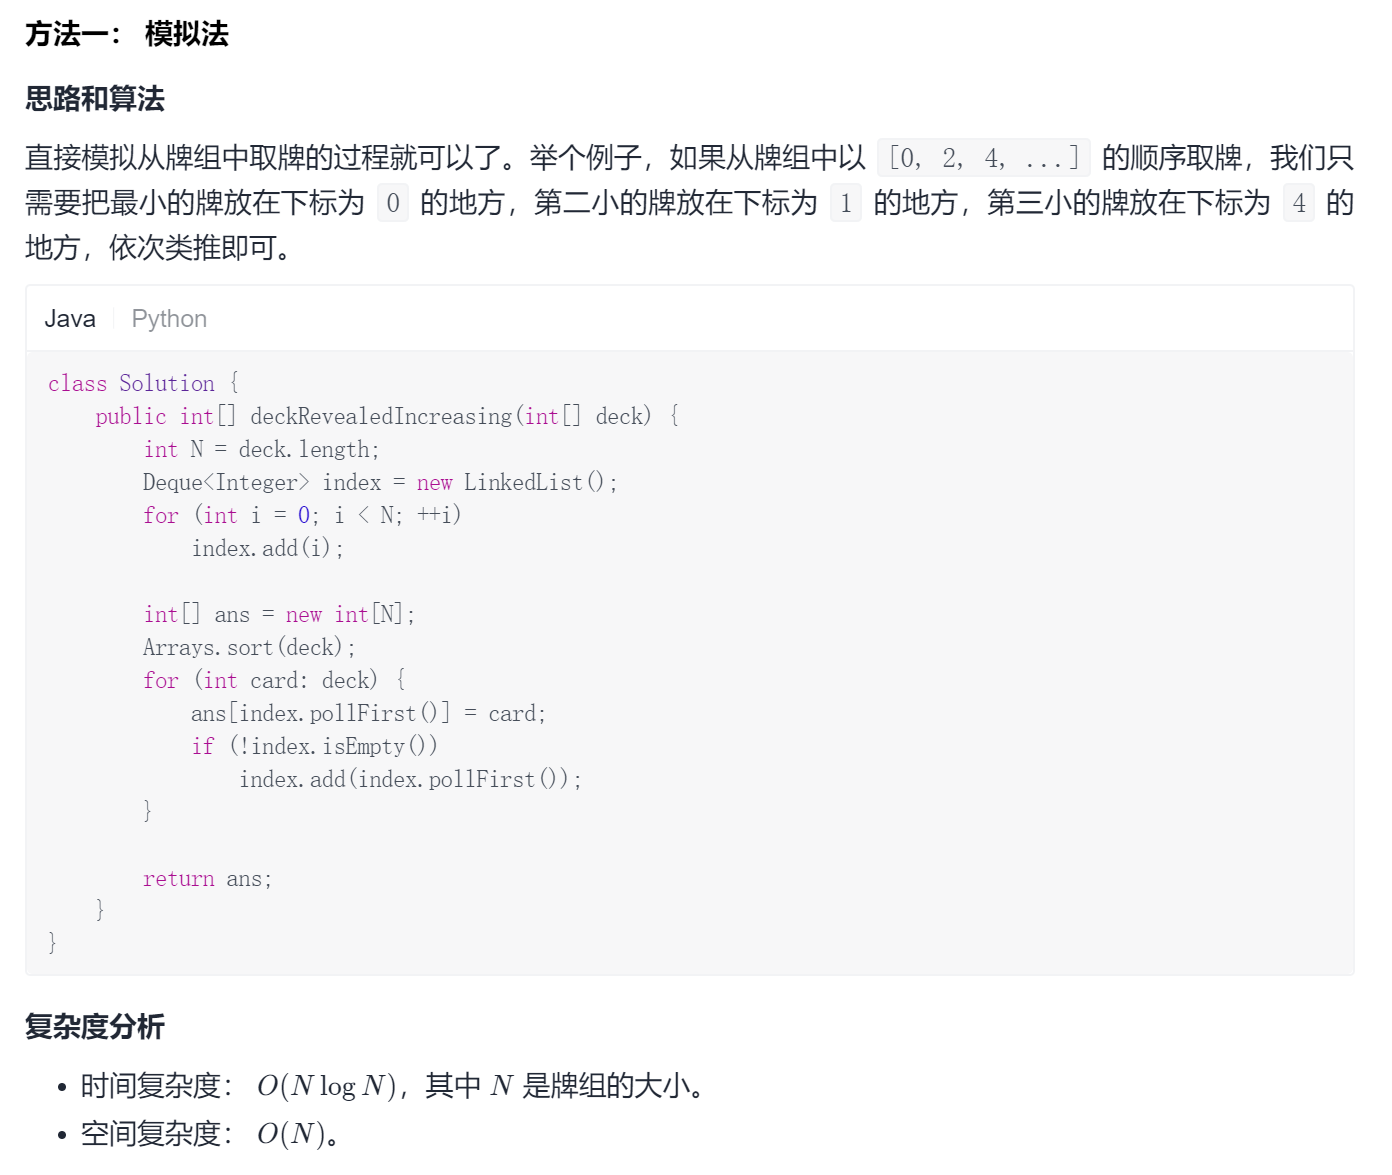 方法一： 模拟法
思路和算法
直接模拟从牌组中取牌的过程就可以了。举个例子，如果从牌组中以 [0, 2, 4, ...] 的顺序取牌，我们只
需要把最小的牌放在下标为 0 的地方，第二小的牌放在下标为 1 的地方，第三小的牌放在下标为 4 的
地方，依次类推即可。
Java Python
class Solution {
    public int[] deckRevealedIncreasing(int[] deck) {
        int N = deck.length;
        Deque<Integer> index = new LinkedList();
        for (int i = 0; i < N; ++i)
            index.add(i);

        int[] ans = new int[N];
        Arrays.sort(deck);
        for (int card: deck) {
            ans[index.pollFirst()] = card;
            if (!index.isEmpty())
                index.add(index.pollFirst());
        }

        return ans;
    }
}
复杂度分析
• 时间复杂度： O(N log N)，其中 N 是牌组的大小。
• 空间复杂度： O(N)。